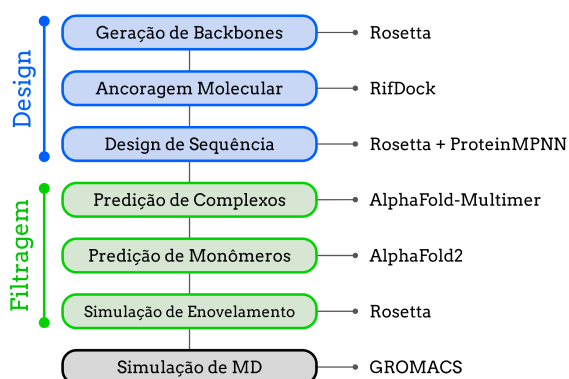 Design
Geração de Backbones
Rosetta
Ancoragem Molecular
RifDock
Design de Sequência
Rosetta + ProteinMPNN
Filtragem
Predição de Complexos
AlphaFold-Multimer
Predição de Monômeros
AlphaFold2
Simulação de Enovelamento
Rosetta
Simulação de MD
GROMACS